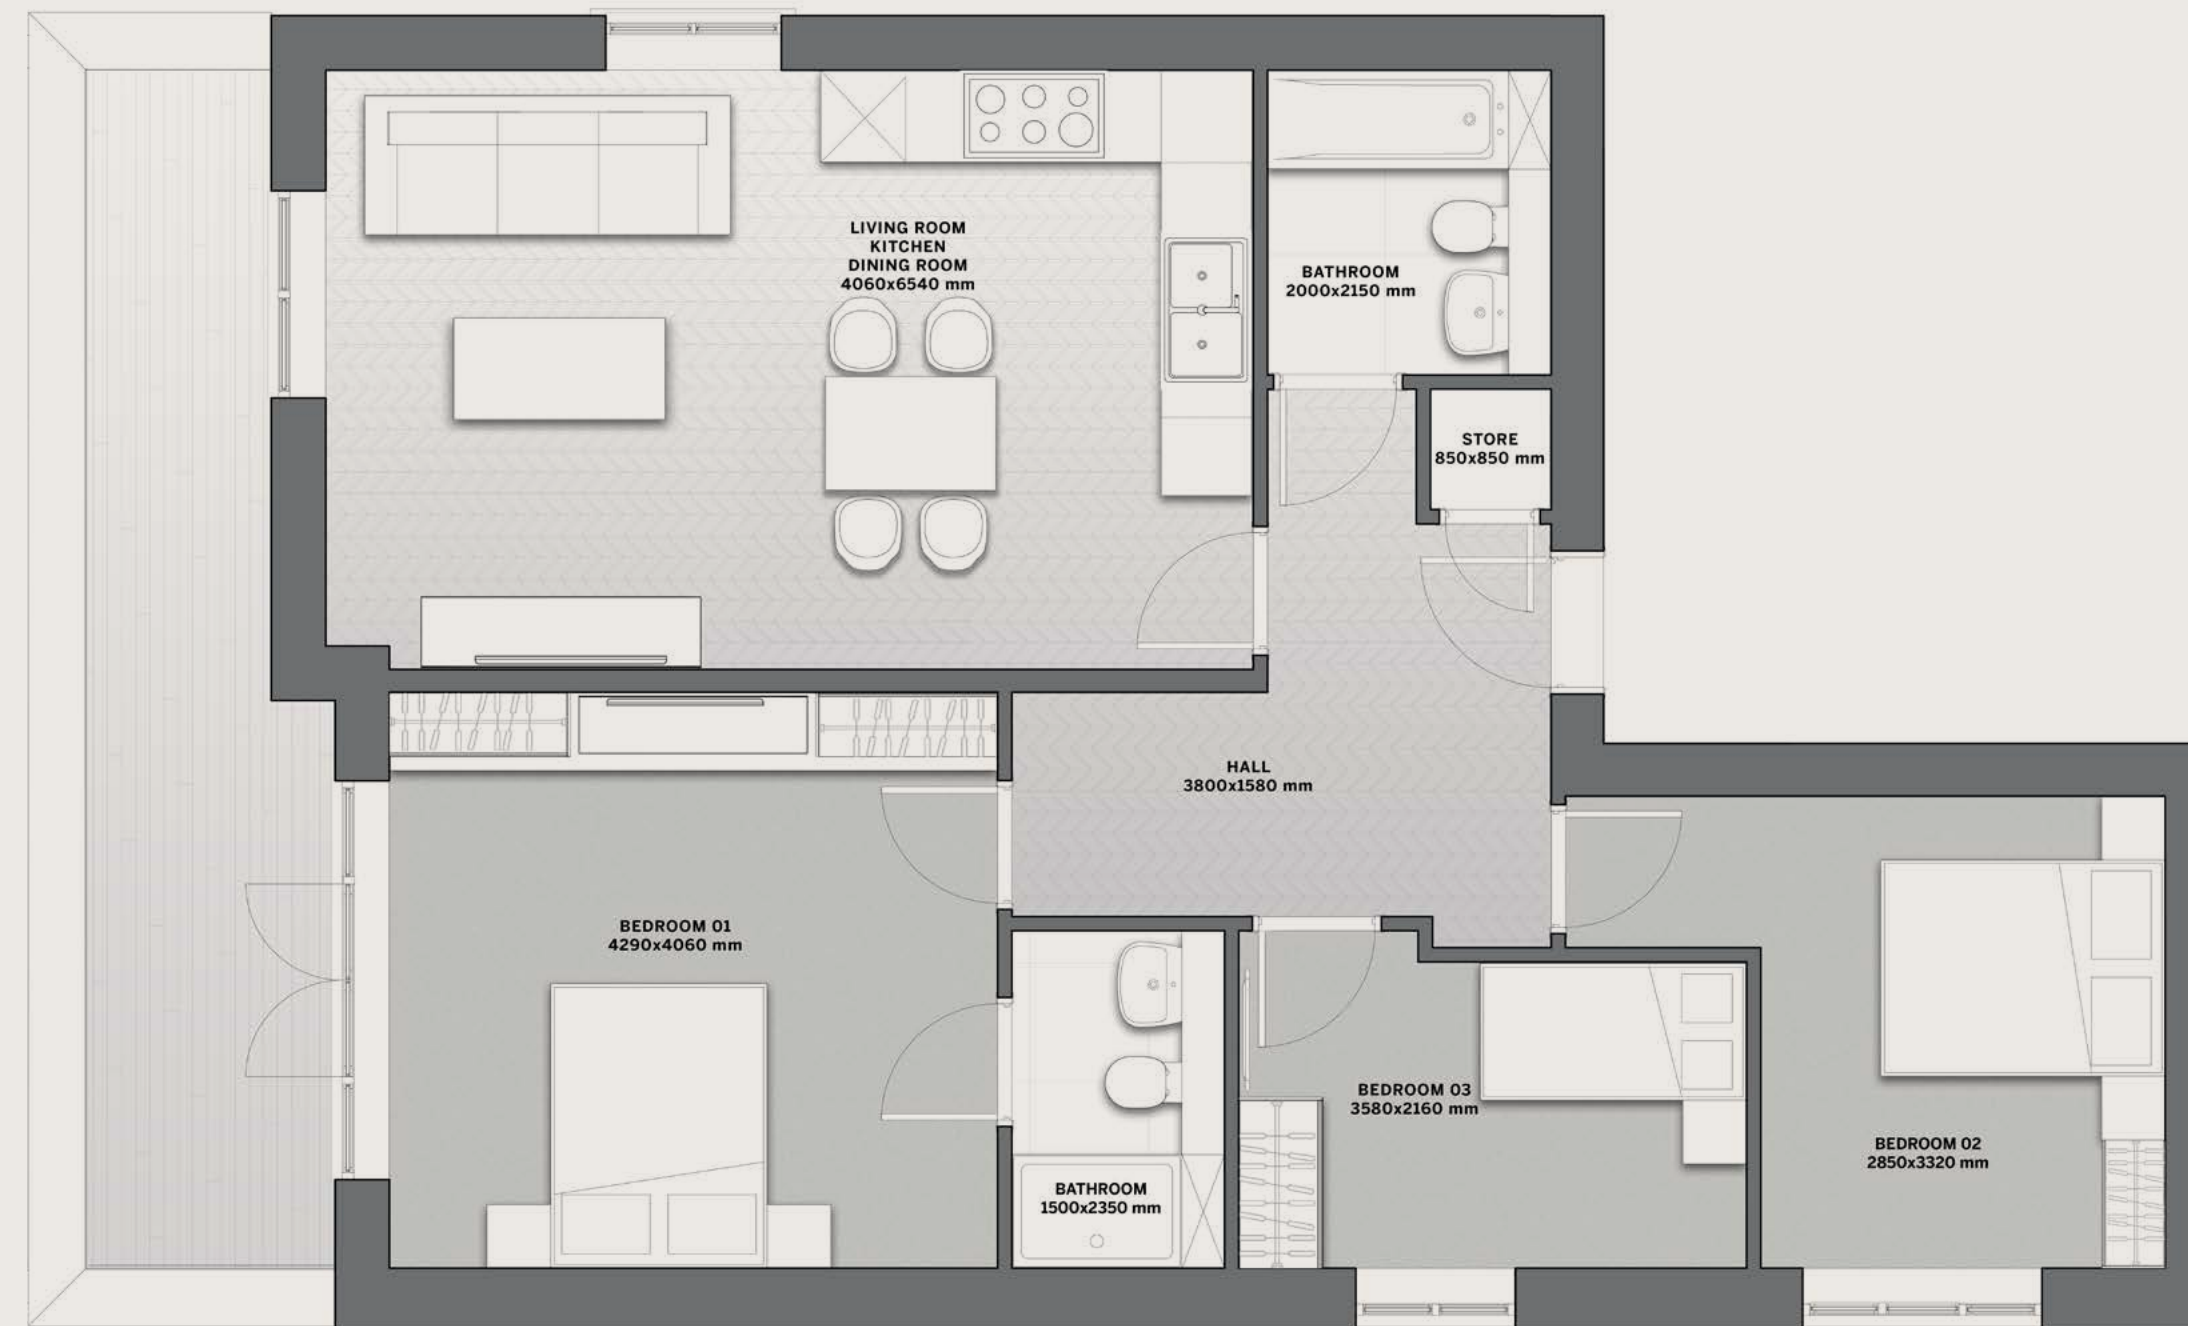 LIVING ROOM
KITCHEN
DINING ROOM
4060x6540 mm
BATHROOM
2000x2150 mm
STORE
850x850 mm
HALL
3800x1580 mm
BEDROOM 01
4290x4060 mm
BEDROOM 03
3580x2160 mm
BEDROOM 02
2850x3320 mm
BATHROOM
1500x2350 mm